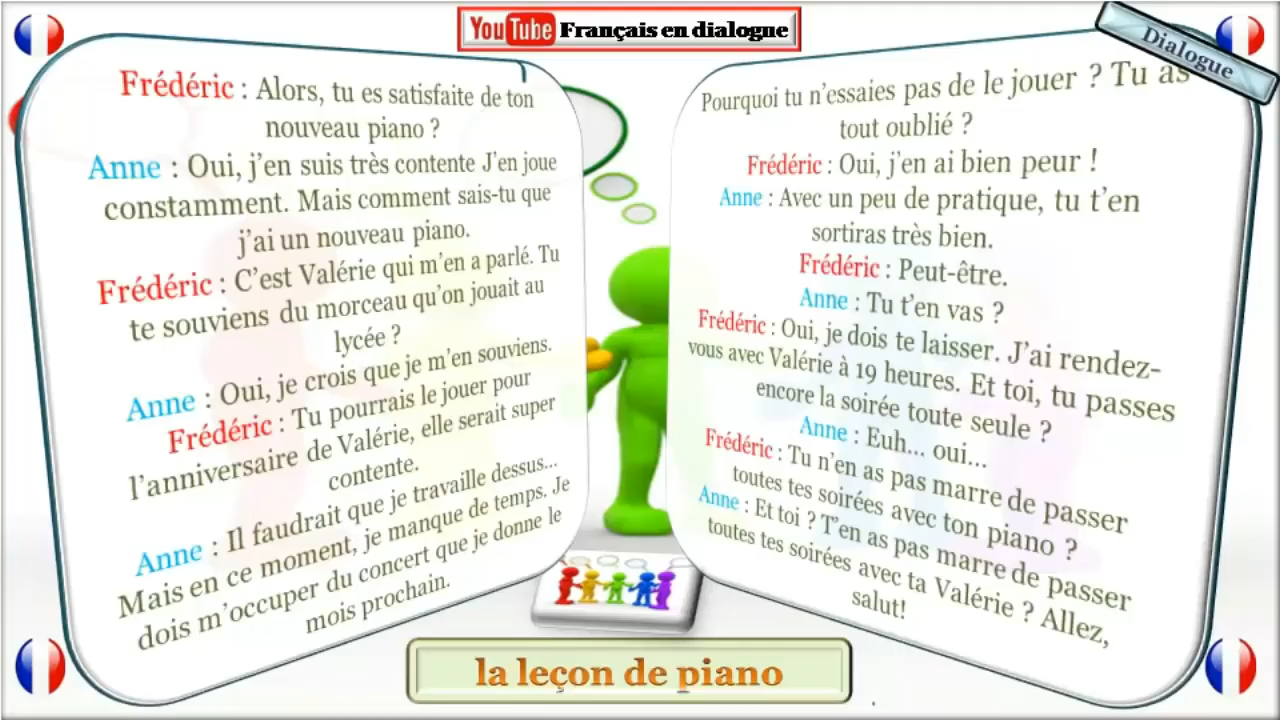 YouTube Français en dialogue
Dialogue
Frédéric : Alors, tu es satisfaite de ton
nouveau piano ?
Anne : Oui, j'en suis très contente J'en joue
constamment. Mais comment sais-tu que
j'ai un nouveau piano.
Frédéric : C'est Valérie qui m'en a parlé. Tu
te souviens du morceau qu'on jouait au
lycée ?
Anne : Oui, je crois que je m'en souviens.
Frédéric : Tu pourrais le jouer pour
l'anniversaire de Valérie, elle serait super
contente.
Anne : Il faudrait que je travaille dessus...
Mais en ce moment, je manque de temps. Je
dois m'occuper du concert que je donne le
mois prochain.
Pourquoi tu n'essaies pas de le jouer ? Tu as
tout oublié ?
Frédéric : Oui, j'en ai bien peur !
Anne : Avec un peu de pratique, tu t'en
sortiras très bien.
Frédéric : Peut-être.
Anne : Tu t'en vas ?
Frédéric : Oui, je dois te laisser. J'ai rendez-
vous avec Valérie à 19 heures. Et toi, tu passes
encore la soirée toute seule ?
Anne : Euh... oui...
Frédéric : Tu n'en as pas marre de passer
toutes tes soirées avec ton piano ?
Anne : Et toi ? T'en as pas marre de passer
toutes tes soirées avec ta Valérie ? Allez,
salut!
la leçon de piano